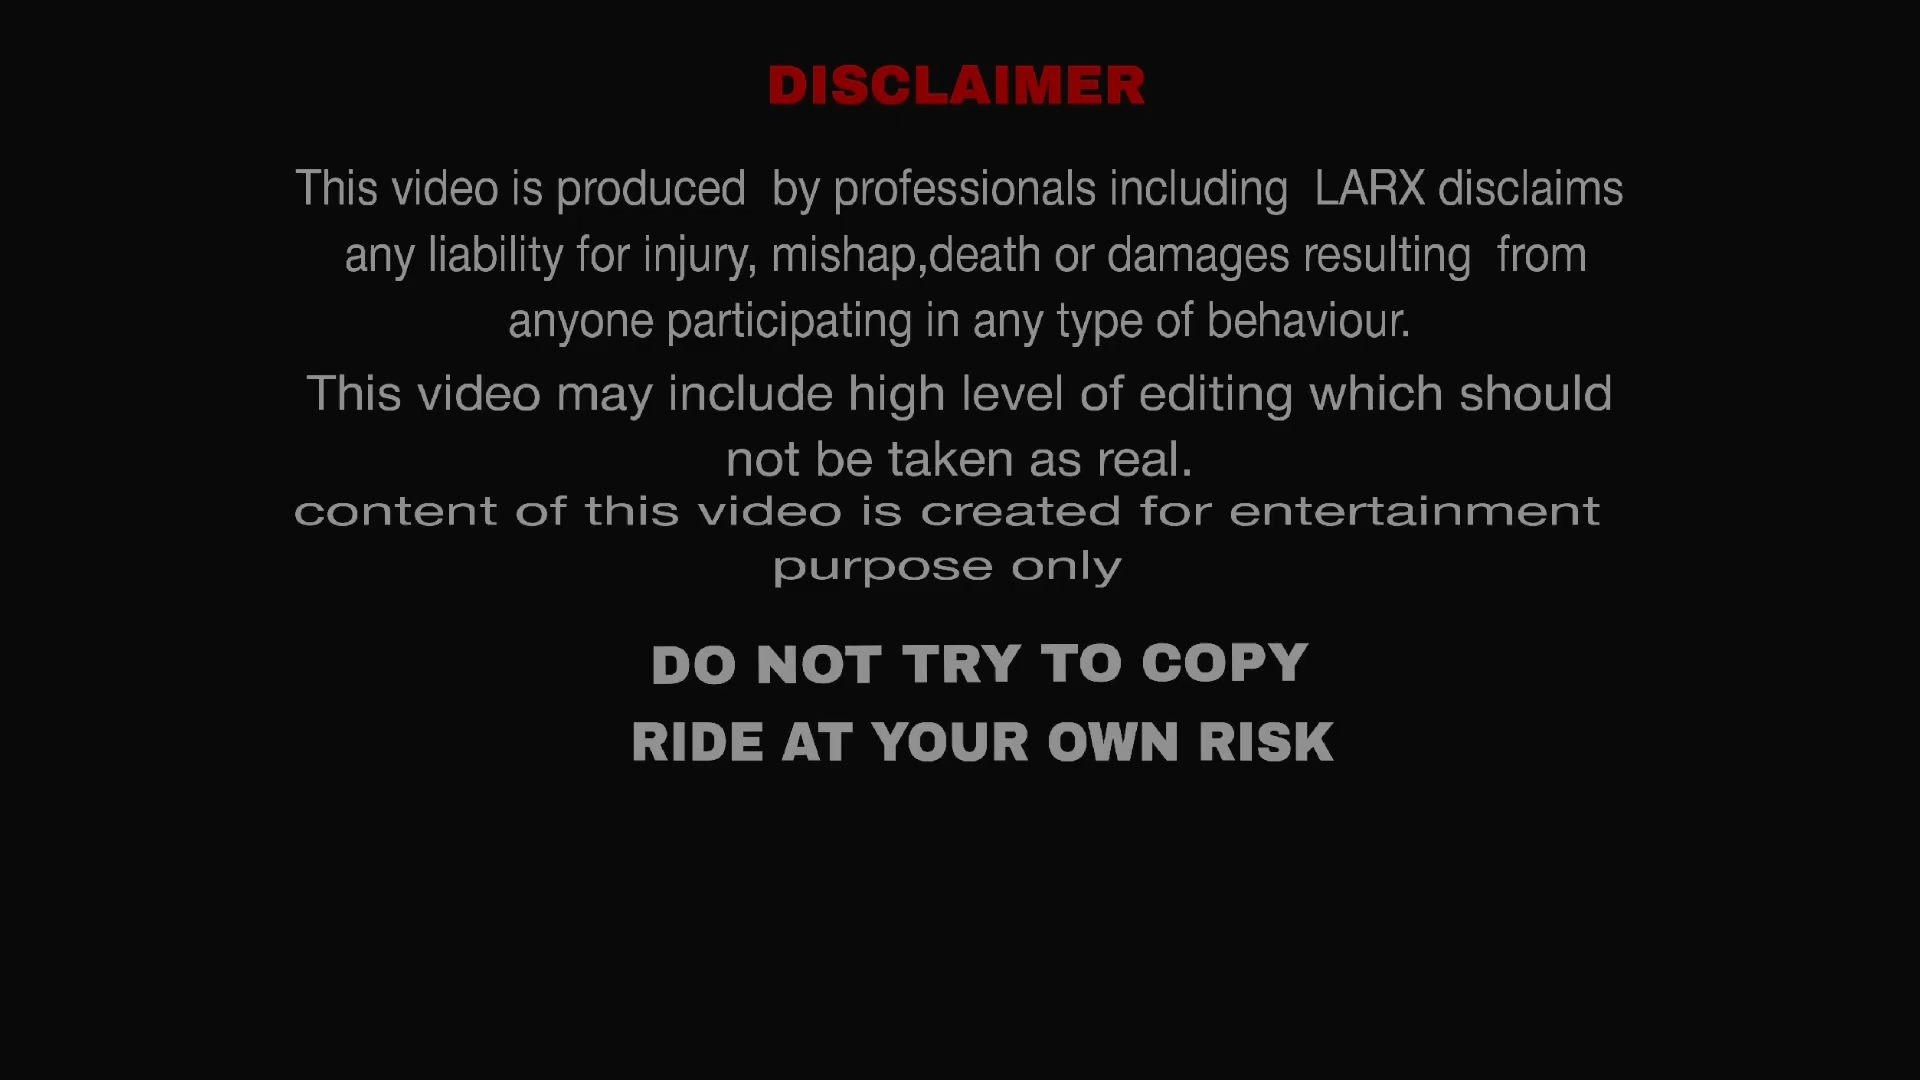 DISCLAIMER
This video is produced  by professionals including  LARX disclaims
any liability for injury, mishap,death or damages resulting  from
anyone participating in any type of behaviour.
This video may include high level of editing which should
not be taken as real.
content of this video is created for entertainment
purpose only
DO NOT TRY TO COPY
RIDE AT YOUR OWN RISK